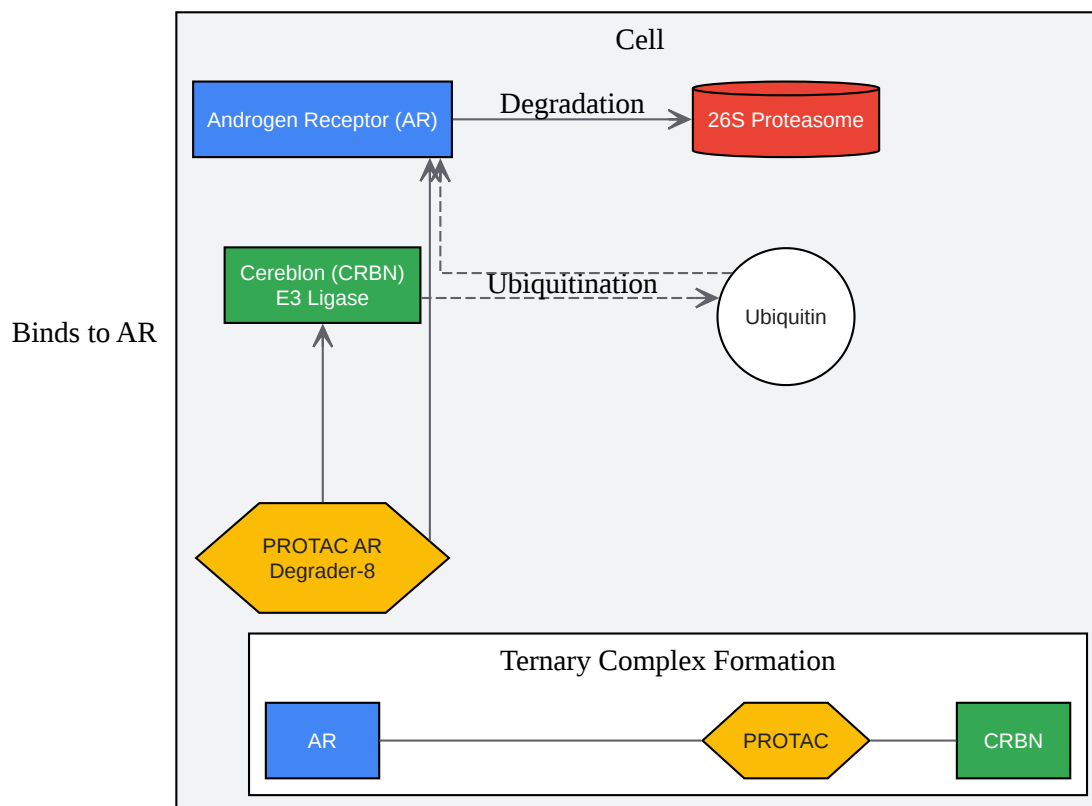 Cell
Androgen Receptor (AR)
Degradation
26S Proteasome
Cereblon (CRBN)
E3 Ligase
Ubiquitination
Ubiquitin
Binds to AR
PROTAC AR
Degrader-8
Ternary Complex Formation
AR
PROTAC
CRBN